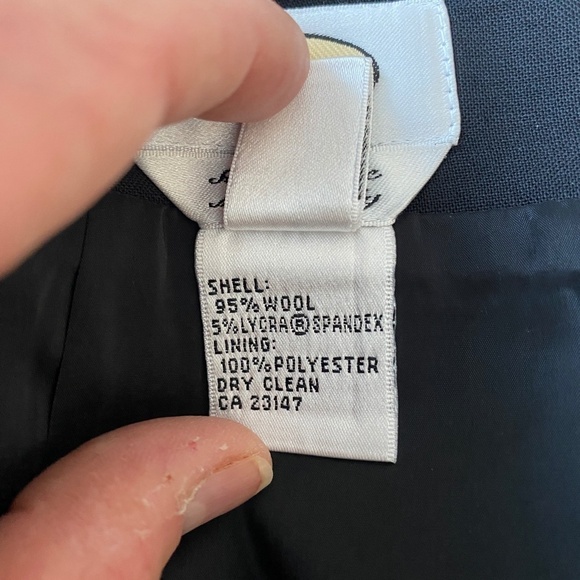 SHELL:
95% WOOL
5% LYCRA® SPANDEX
LINING:
100% POLYESTER
DRY CLEAN
CA 23147